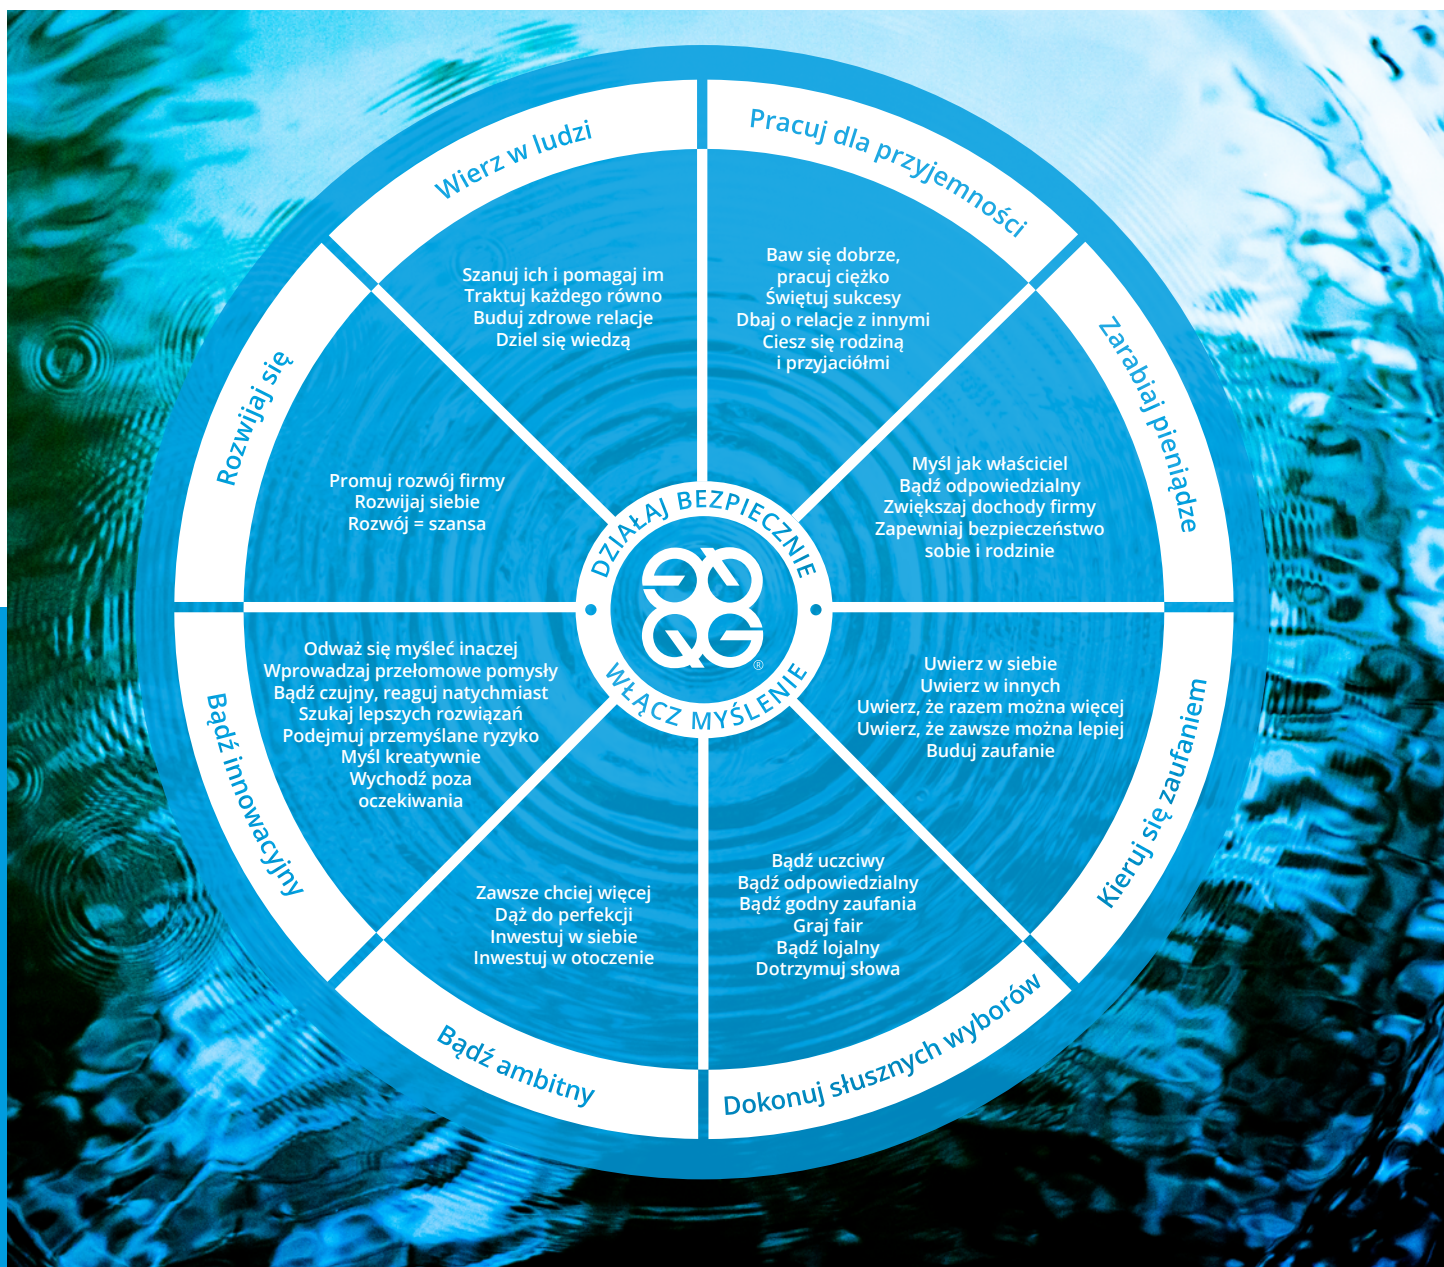 Wierz w ludzi
Szanuj ich i pomagaj im
Traktuj każdego równo
Buduj zdrowe relacje
Dziel się wiedzą
Pracuj dla przyjemności
Baw się dobrze,
pracuj ciężko
Świętuj sukcesy
Dbaj o relacje z innymi
Ciesz się rodziną
i przyjaciółmi
Zarabiaj pieniądze
Myśl jak właściciel
Bądź odpowiedzialny
Zwiększaj dochody firmy
Zapewniaj bezpieczeństwo
sobie i rodzinie
Kieruj się zaufaniem
Uwierz w siebie
Uwierz w innych
Uwierz, że razem można więcej
Uwierz, że zawsze można lepiej
Buduj zaufanie
Dokonuj słusznych wyborów
Bądź uczciwy
Bądź odpowiedzialny
Bądź godny zaufania
Graj fair
Bądź lojalny
Dotrzymuj słowa
Bądź ambitny
Zawsze chciej więcej
Dąż do perfekcji
Inwestuj w siebie
Inwestuj w otoczenie
Bądź innowacyjny
Odważ się myśleć inaczej
Wprowadzaj przełomowe pomysły
Bądź czujny, reaguj natychmiast
Szukaj lepszych rozwiązań
Podejmuj przemyślane ryzyko
Myśl kreatywnie
Wychodź poza
oczekiwania
Rozwijaj się
Promuj rozwój firmy
Rozwijaj siebie
Rozwój = szansa
DZIAŁAJ BEZPIECZNIE
WŁĄCZ MYŚLENIE
®